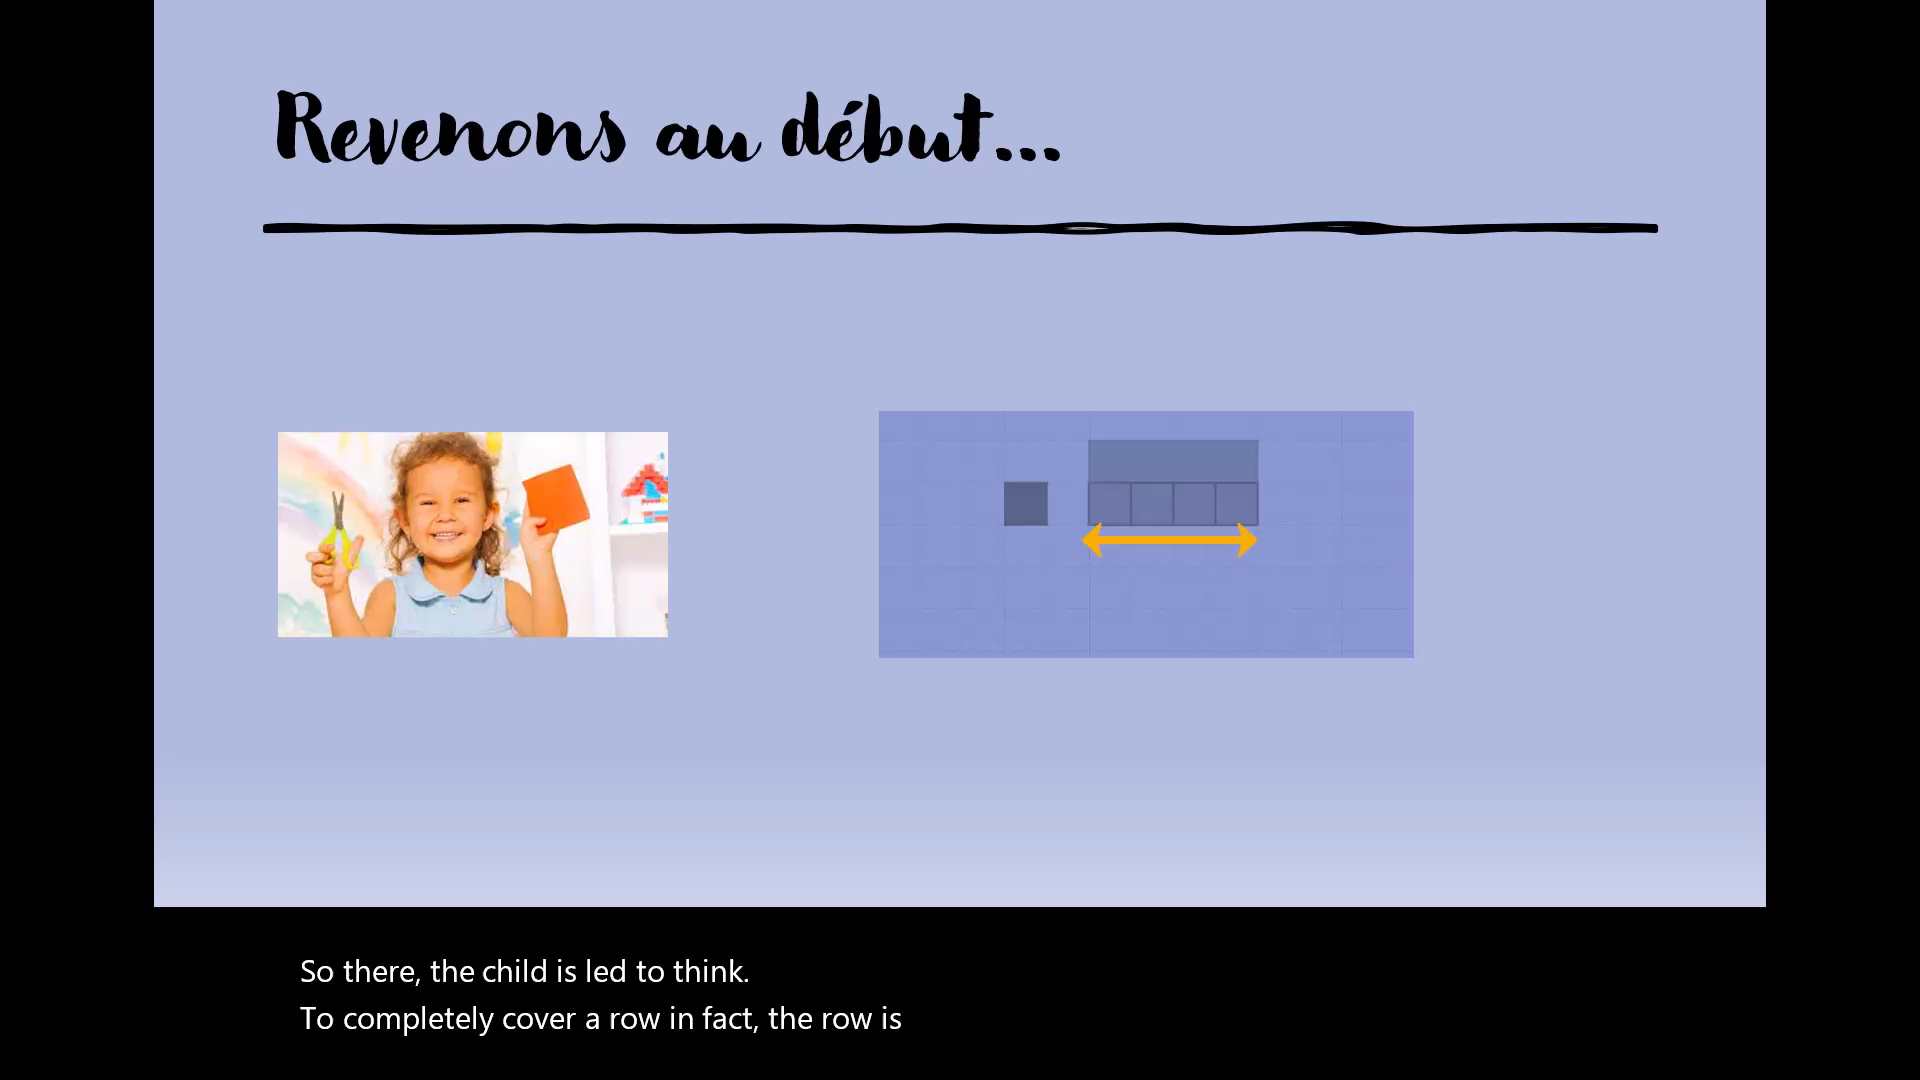 Revenons au début...
So there, the child is led to think.
To completely cover a row in fact, the row is